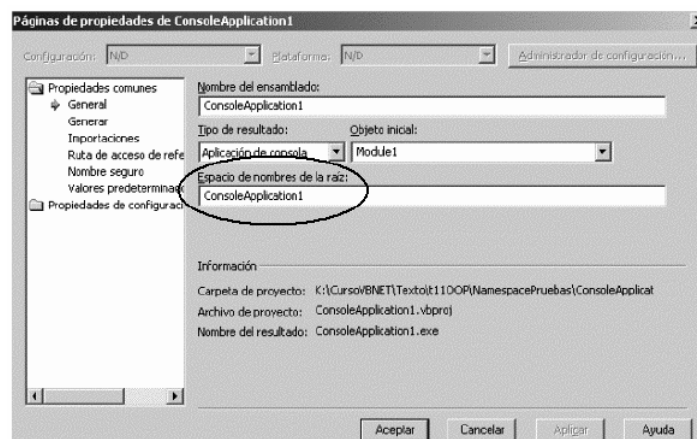 Páginas de propiedades de ConsoleApplication1
Configuración: N/D Plataforma: N/D Administrador de configuración...
Propiedades comunes
General
Generar
Importaciones
Ruta de acceso de refe
Nombre seguro
Valores predeterminado
Propiedades de configuraci
Nombre del ensamblado:
ConsoleApplication1
Tipo de resultado: Objeto inicial:
Aplicación de consola Module1
Espacio de nombres de la raíz:
ConsoleApplication1
Información
Carpeta de proyecto: K:\CursoVBNET\Texto\t11OOP\NamespacePruebas\ConsoleApplicat
Archivo de proyecto: ConsoleApplication1.vbproj
Nombre del resultado: ConsoleApplication1.exe
Aceptar Cancelar Aplicar Ayuda